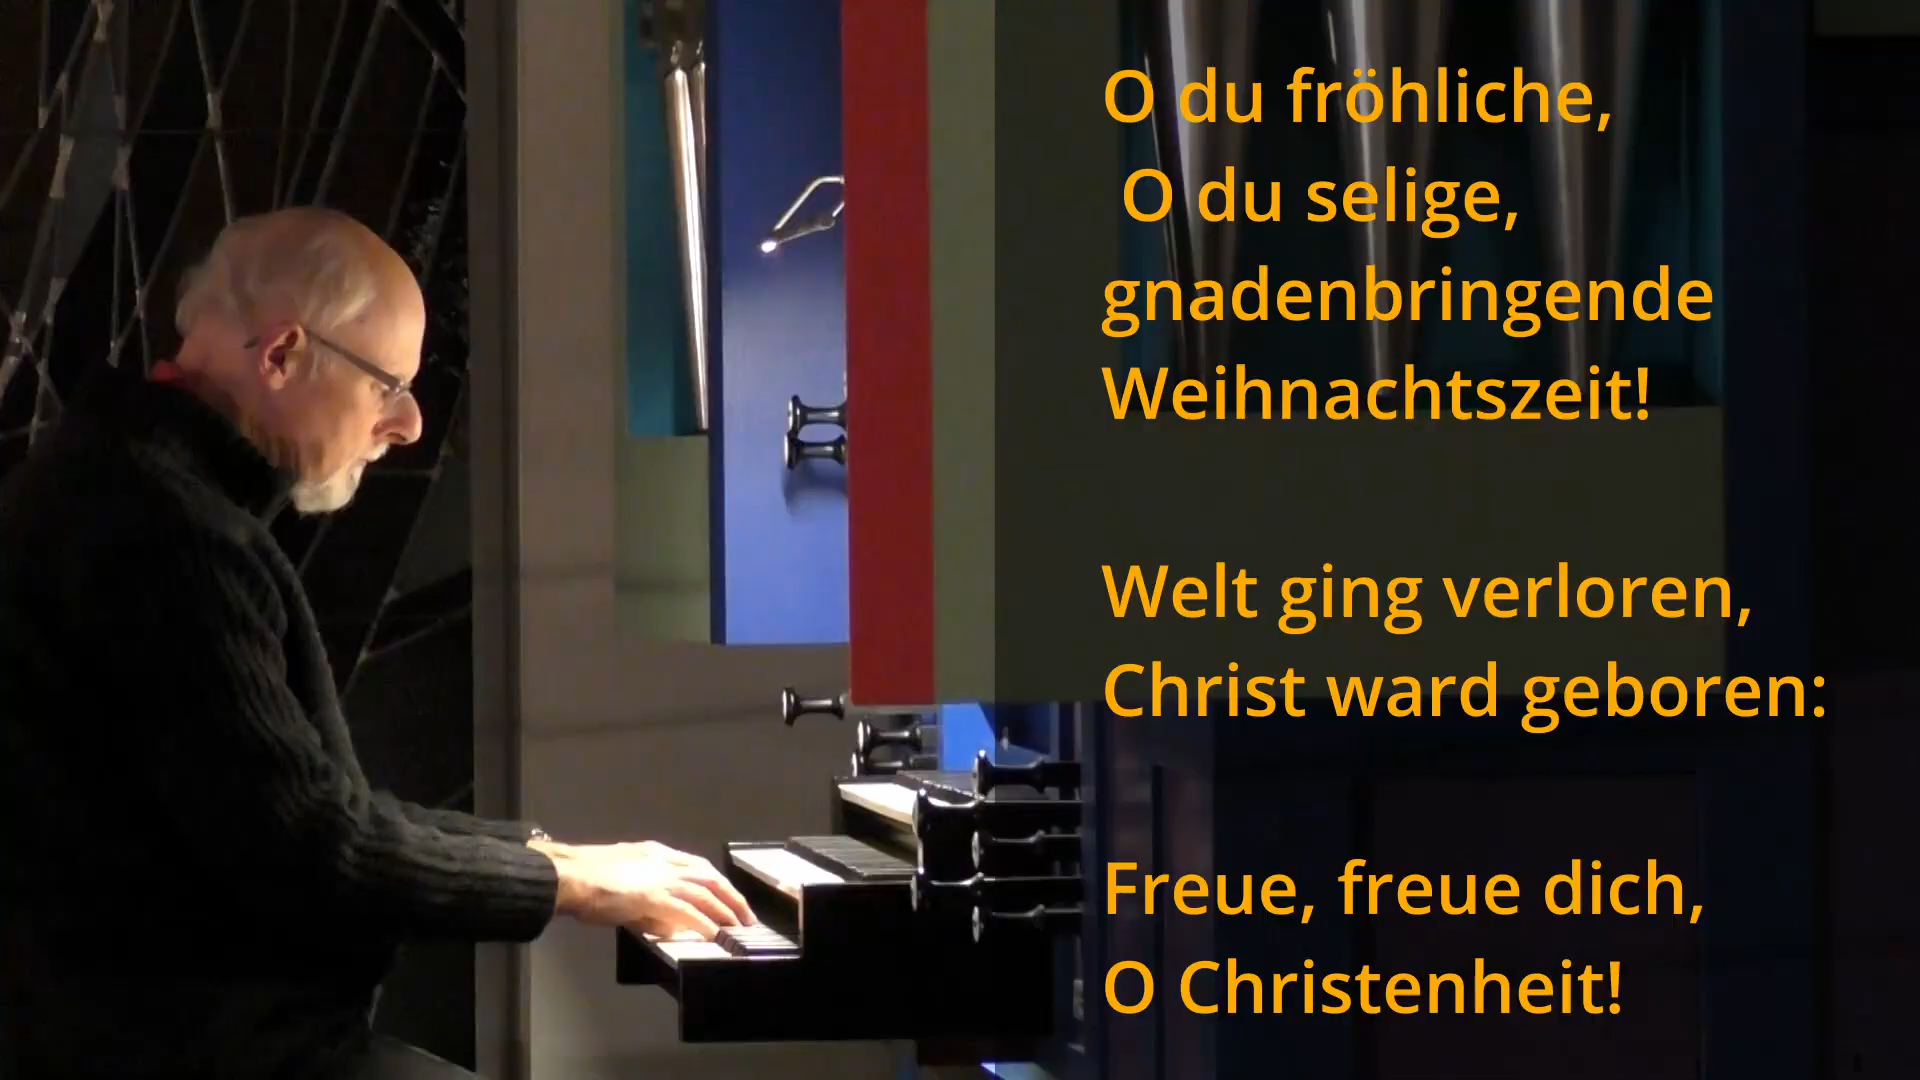 O du fröhliche,
O du selige,
gnadenbringende
Weihnachtszeit!
Welt ging verloren,
Christ ward geboren:
Freue, freue dich,
O Christenheit!